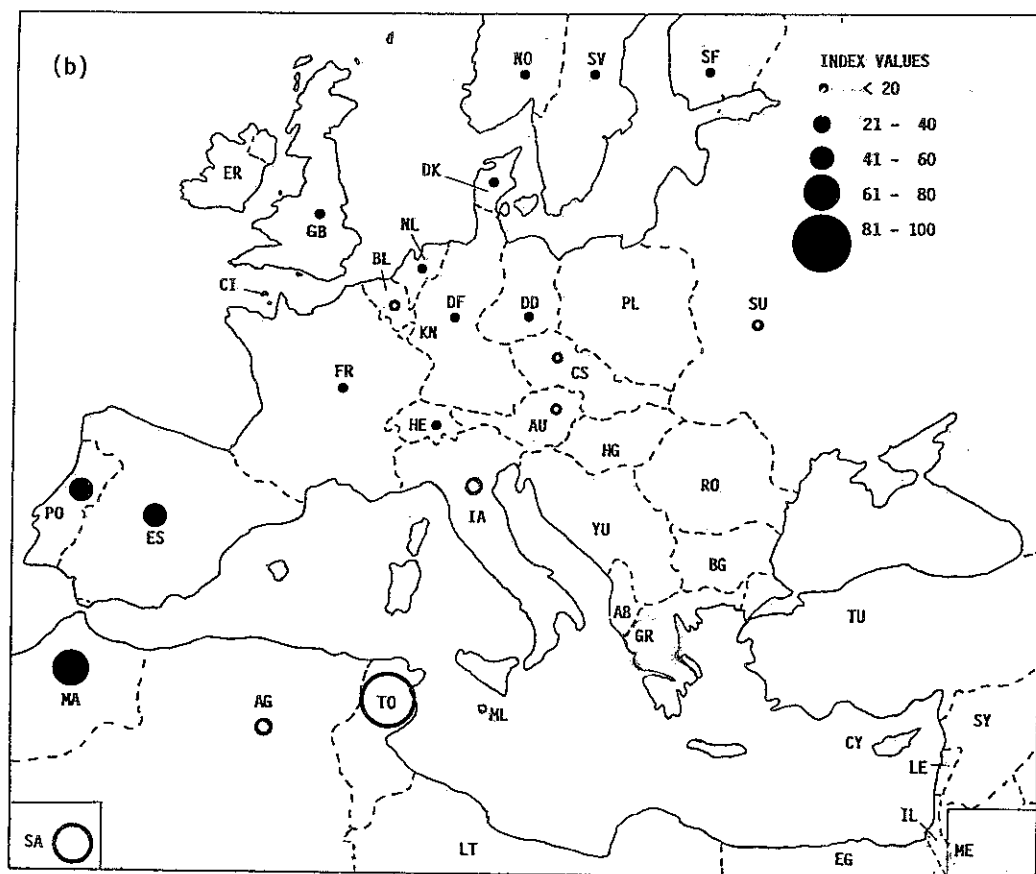 (b)
NO
SV
SF
INDEX VALUES
< 20
21 - 40
41 - 60
61 - 80
81 - 100
ER
DK
GB
NL
BL
CI
DF
DD
PL
SU
KN
CS
FR
HE
AU
HG
RO
PO
ES
IA
YU
BG
AB
GR
TU
MA
AG
TO
ML
CY
SY
LE
IL
SA
LT
EG
ME